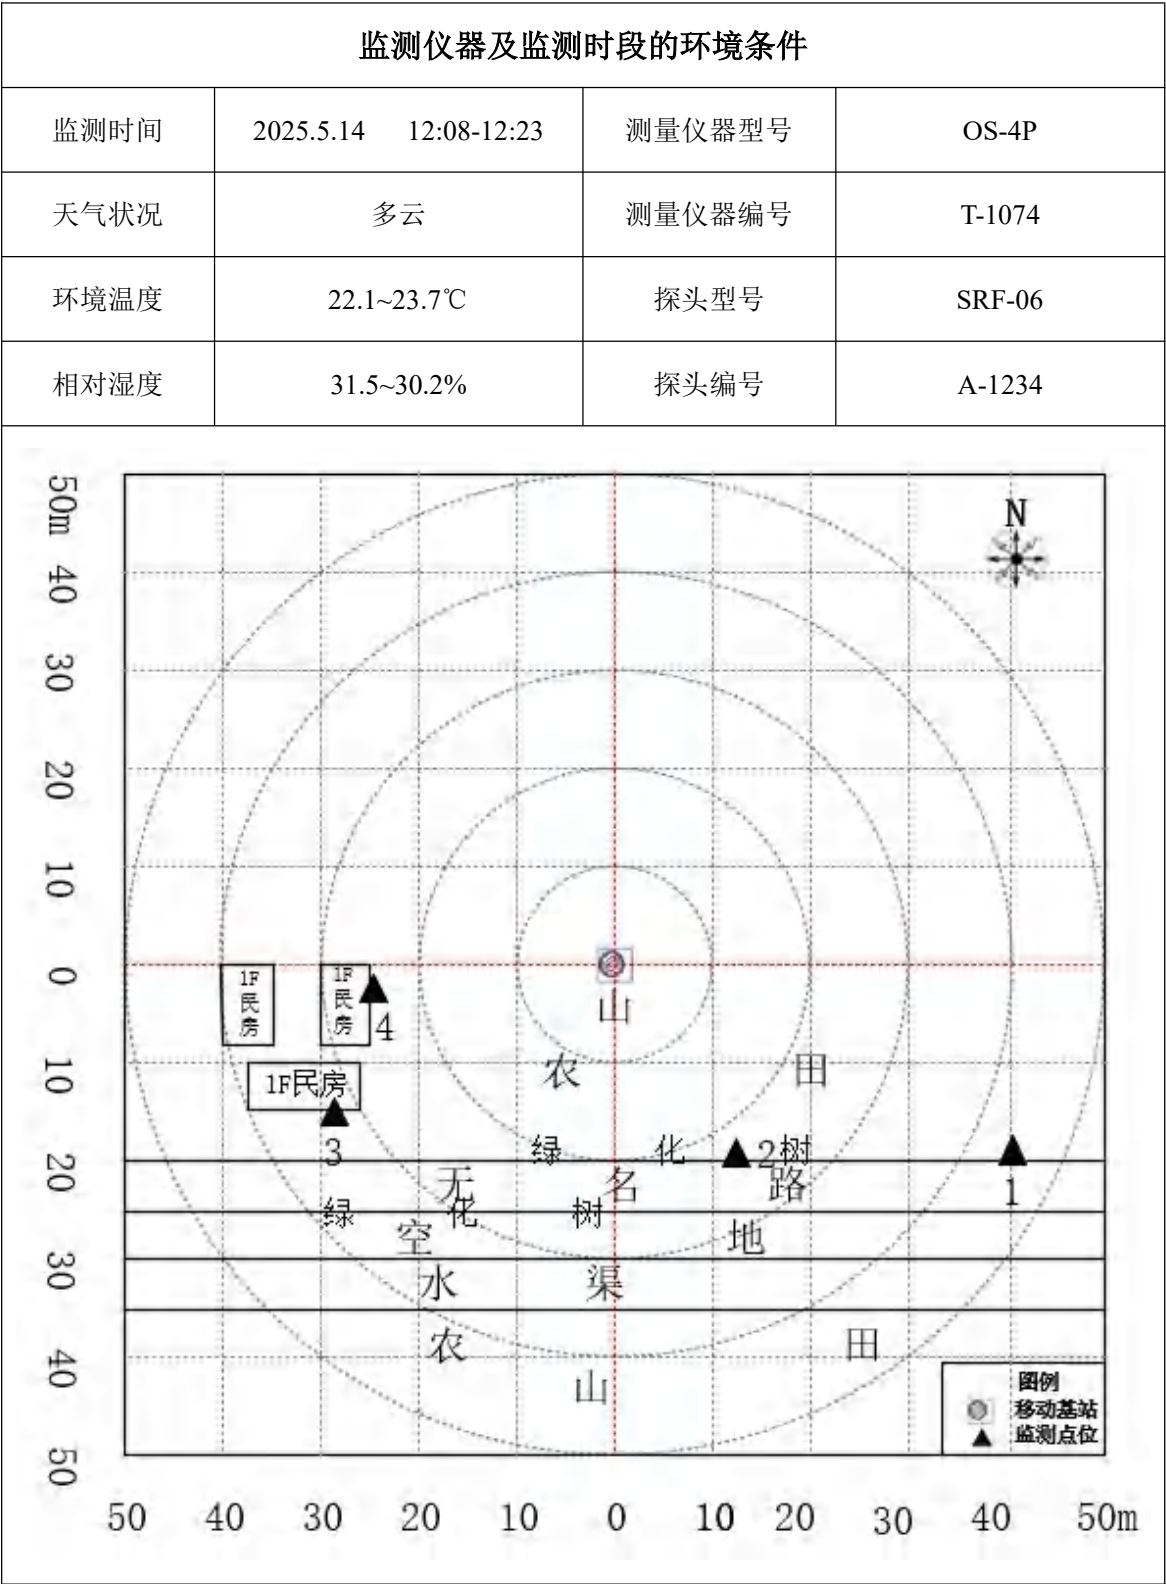 监测仪器及监测时段的环境条件
监测时间 2025.5.14 12:08-12:23 测量仪器型号 OS-4P
天气状况 多云 测量仪器编号 T-1074
环境温度 22.1~23.7℃ 探头型号 SRF-06
相对湿度 31.5~30.2% 探头编号 A-1234
50m
40
30
20
10
0
10
20
30
40
50
N
1F民房
1F民房
4
山
农 田
1F民房
3
绿 化 2 树
1
无 名 路
绿 化 树
空 地
水 渠
农 田
山
图例
移动基站
监测点位
50 40 30 20 10 0 10 20 30 40 50m